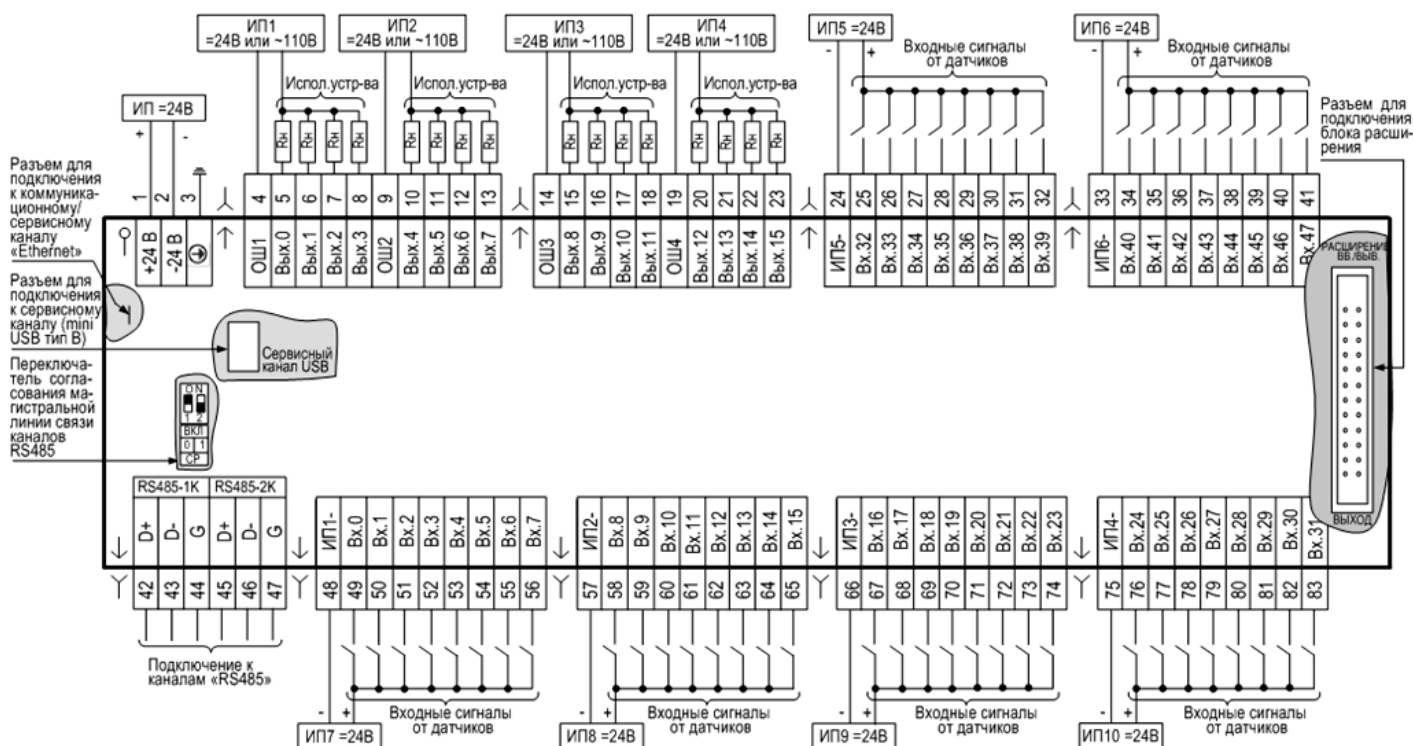 ИП1
=24В или ~110В
ИП2
=24В или ~110В
ИП3
=24В или ~110В
ИП4
=24В или ~110В
ИП5 =24В
- +
Входные сигналы
от датчиков
ИП6 =24В
- +
Входные сигналы
от датчиков
Испол.устр-ва
Испол.устр-ва
Испол.устр-ва
Испол.устр-ва
Rн Rн Rн Rн Rн Rн Rн Rн Rн Rн Rн Rн Rн Rн Rн Rн
ИП =24В
+ -
Разъем для
подключения
блока расши-
рения
Разъем для
подключения
к коммуника-
ционному/
сервисному
каналу
«Ethernet»
Разъем для
подключения
к сервисному
каналу (mini
USB тип B)
Переключа-
тель согла-
сования ма-
гистральной
линии связи
каналов
RS485
1 2 3
+24 В -24 В
4 5 6 7 8 9 10 11 12 13
ОШ1 Вых.0 Вых.1 Вых.2 Вых.3 ОШ2 Вых.4 Вых.5 Вых.6 Вых.7
14 15 16 17 18 19 20 21 22 23
ОШ3 Вых.8 Вых.9 Вых.10 Вых.11 ОШ4 Вых.12 Вых.13 Вых.14 Вых.15
24 25 26 27 28 29 30 31 32
ИП5- Вх.32 Вх.33 Вх.34 Вх.35 Вх.36 Вх.37 Вх.38 Вх.39
33 34 35 36 37 38 39 40 41
ИП6- Вх.40 Вх.41 Вх.42 Вх.43 Вх.44 Вх.45 Вх.46 Вх.47
РАСШИРЕНИЕ
ВВ./ВЫВ.
ВЫХОД
Сервисный
канал USB
ON
1 2
ВКЛ
0 1
СР
RS485-1K RS485-2K
D+ D- G D+ D- G
42 43 44 45 46 47
Подключение к
каналам «RS485»
ИП1- Вх.0 Вх.1 Вх.2 Вх.3 Вх.4 Вх.5 Вх.6 Вх.7
48 49 50 51 52 53 54 55 56
- +
ИП7 =24В
Входные сигналы
от датчиков
ИП2- Вх.8 Вх.9 Вх.10 Вх.11 Вх.12 Вх.13 Вх.14 Вх.15
57 58 59 60 61 62 63 64 65
- +
ИП8 =24В
Входные сигналы
от датчиков
ИП3- Вх.16 Вх.17 Вх.18 Вх.19 Вх.20 Вх.21 Вх.22 Вх.23
66 67 68 69 70 71 72 73 74
- +
ИП9 =24В
Входные сигналы
от датчиков
ИП4- Вх.24 Вх.25 Вх.26 Вх.27 Вх.28 Вх.29 Вх.30 Вх.31
75 76 77 78 79 80 81 82 83
- +
ИП10 =24В
Входные сигналы
от датчиков